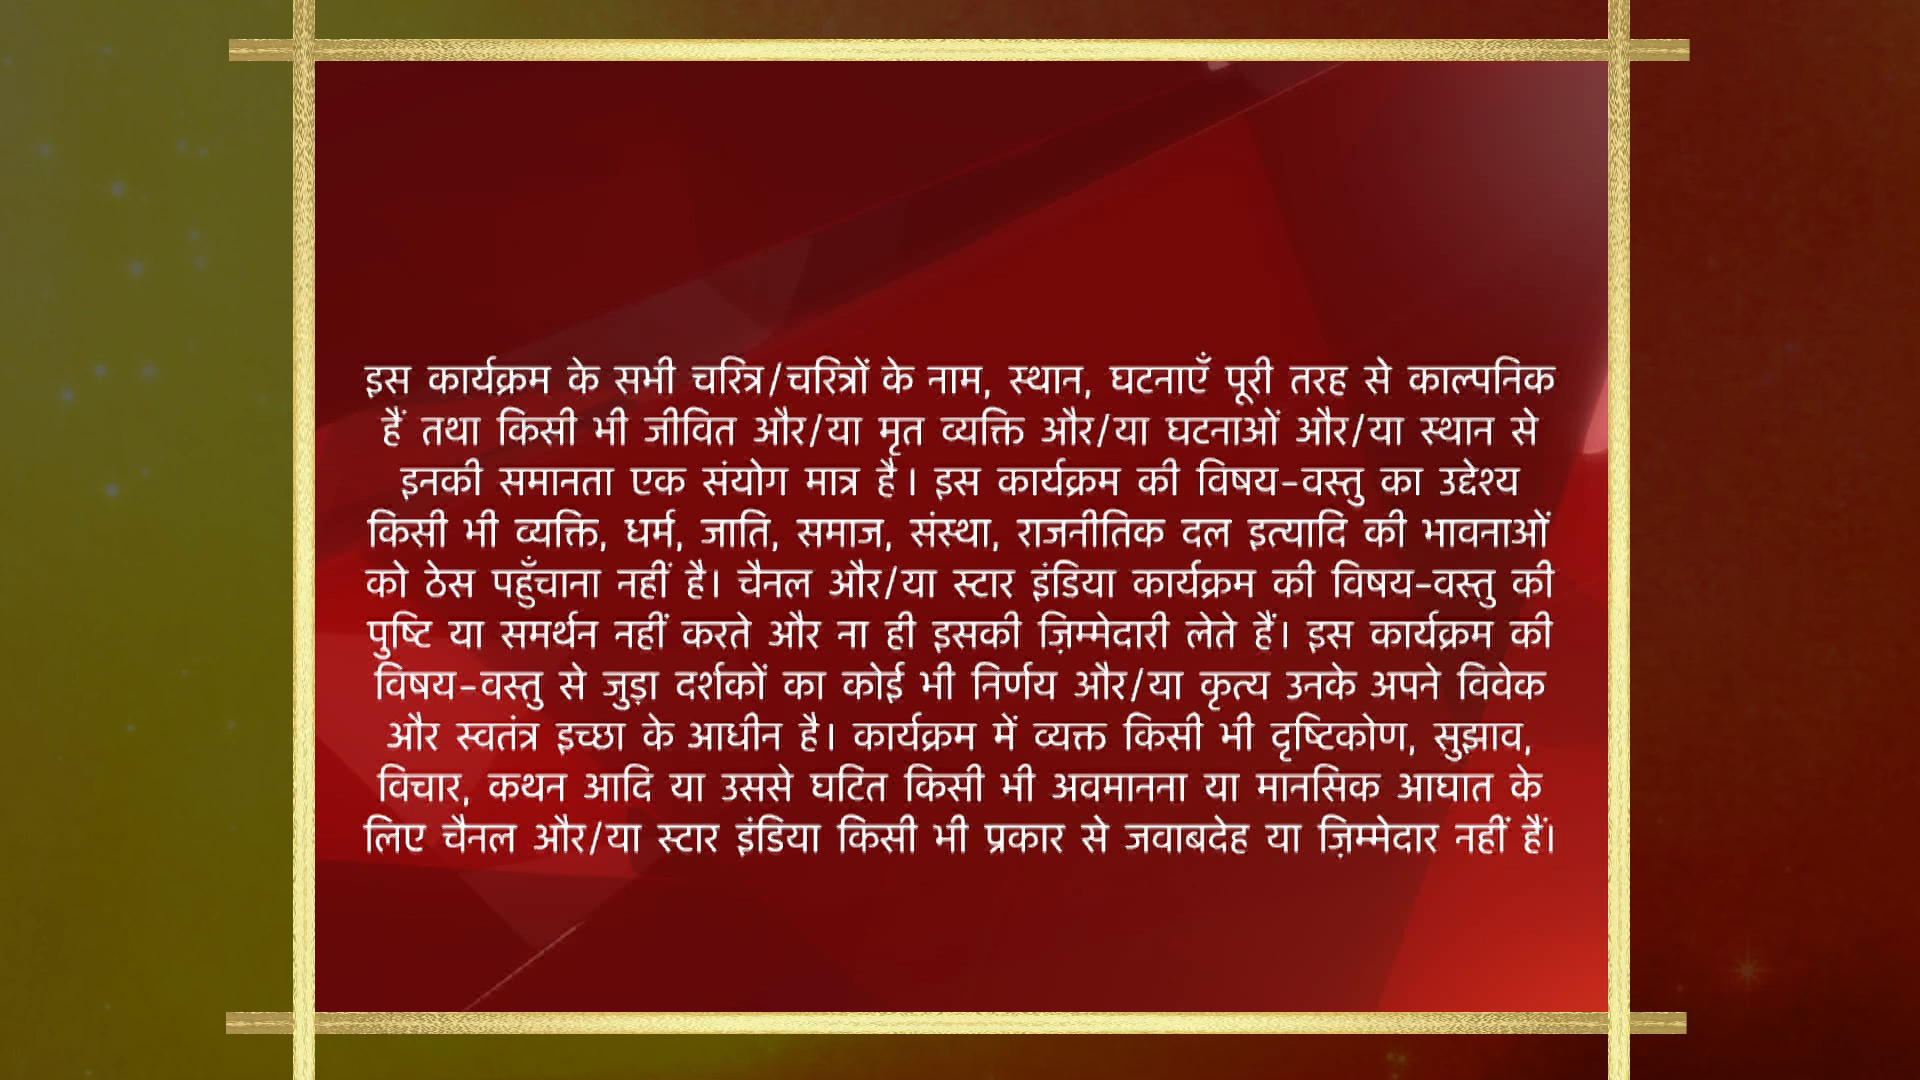 इस कार्यक्रम के सभी चरित्र/चरित्रों के नाम, स्थान, घटनाएँ पूरी तरह से काल्पनिक
हैं तथा किसी भी जीवित और/या मृत व्यक्ति और/या घटनाओं और/या स्थान से
इनकी समानता एक संयोग मात्र है। इस कार्यक्रम की विषय-वस्तु का उद्देश्य
किसी भी व्यक्ति, धर्म, जाति, समाज, संस्था, राजनीतिक दल इत्यादि की भावनाओं
को ठेस पहुँचाना नहीं है। चैनल और/या स्टार इंडिया कार्यक्रम की विषय-वस्तु की
पुष्टि या समर्थन नहीं करते और ना ही इसकी ज़िम्मेदारी लेते हैं। इस कार्यक्रम की
विषय-वस्तु से जुड़ा दर्शकों का कोई भी निर्णय और/या कृत्य उनके अपने विवेक
और स्वतंत्र इच्छा के आधीन है। कार्यक्रम में व्यक्त किसी भी दृष्टिकोण, सुझाव,
विचार, कथन आदि या उससे घटित किसी भी अवमानना या मानसिक आघात के
लिए चैनल और/या स्टार इंडिया किसी भी प्रकार से जवाबदेह या ज़िम्मेदार नहीं हैं।